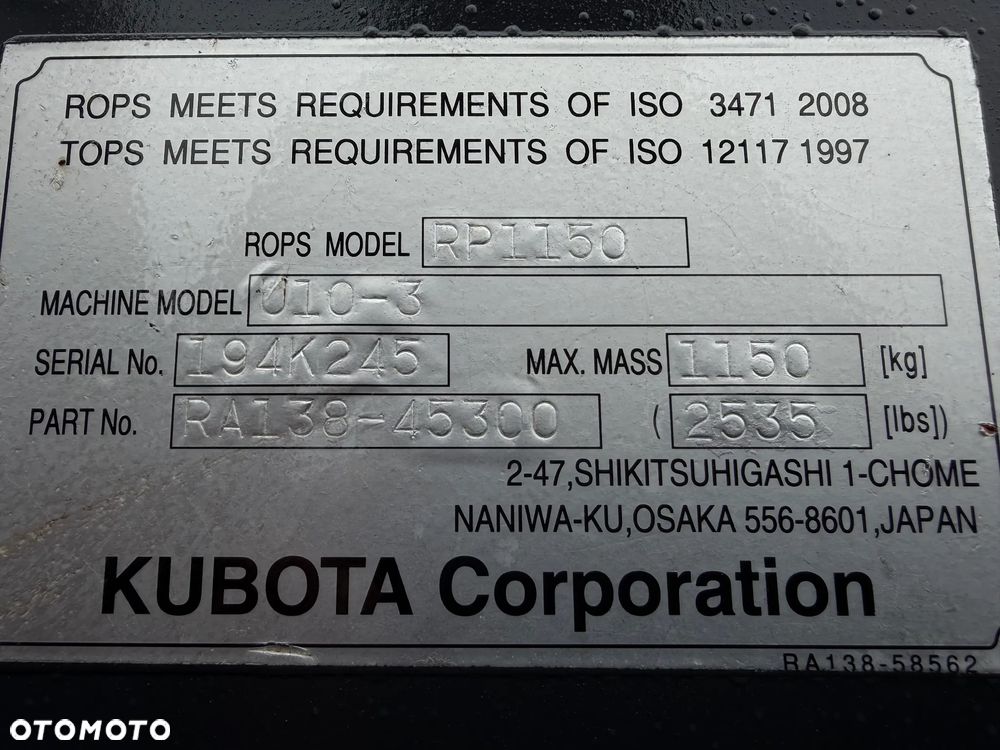 ROPS MEETS REQUIREMENTS OF ISO 3471 2008
TOPS MEETS REQUIREMENTS OF ISO 12117 1997
ROPS MODEL RP1150
MACHINE MODEL U10-3
SERIAL No. 194K245 MAX. MASS 1150 [kg]
PART No. RA138-45300 ( 2535 [lbs])
2-47,SHIKITSUHIGASHI 1-CHOME
NANIWA-KU,OSAKA 556-8601,JAPAN
KUBOTA Corporation
RA138-58562
OTOMOTO